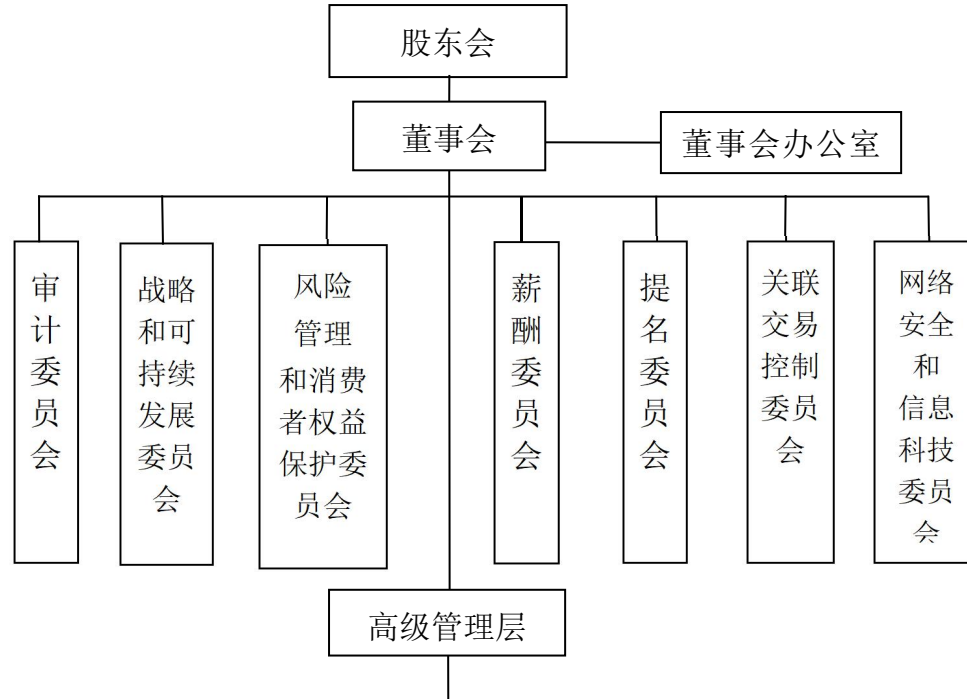 股东会
董事会
董事会办公室
审
计
委
员
会
战略
和可
持续
发展
委员
会
风险
管理
和消费
者权益
保护委
员会
薪
酬
委
员
会
提
名
委
员
会
关联
交易
控制
委员
会
网络
安全
和
信息
科技
委员
会
高级管理层